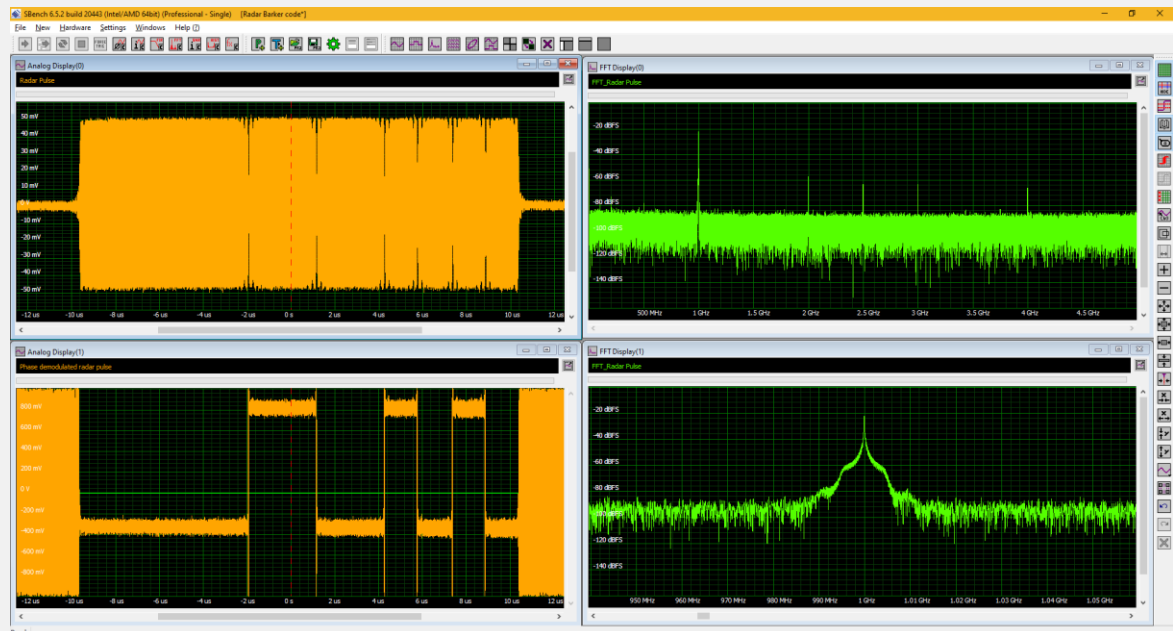 SBench 6.5.2 build 20443 (Intel/AMD 64bit) (Professional - Single) [Radar Barker code*]
File New Hardware Settings Windows Help (?)
Analog Display(0)
Radar Pulse
50 mV
40 mV
30 mV
20 mV
10 mV
-10 mV
-20 mV
-30 mV
-40 mV
-50 mV
-12 us -10 us -8 us -6 us -4 us -2 us 0 s 2 us 4 us 6 us 8 us 10 us 12 us
FFT Display(0)
FFT_Radar Pulse
-20 dBFS
-40 dBFS
-60 dBFS
-80 dBFS
-100 dBFS
-120 dBFS
-140 dBFS
500 MHz 1 GHz 1.5 GHz 2 GHz 2.5 GHz 3 GHz 3.5 GHz 4 GHz 4.5 GHz
Analog Display(1)
Phase demodulated radar pulse
800 mV
600 mV
400 mV
200 mV
0 V
-200 mV
-400 mV
-600 mV
-800 mV
-12 us -10 us -8 us -6 us -4 us -2 us 0 s 2 us 4 us 6 us 8 us 10 us 12 us
FFT Display(1)
FFT_Radar Pulse
-20 dBFS
-40 dBFS
-60 dBFS
-80 dBFS
-120 dBFS
-140 dBFS
950 MHz 960 MHz 970 MHz 980 MHz 990 MHz 1 GHz 1.01 GHz 1.02 GHz 1.03 GHz 1.04 GHz 1.05 GHz